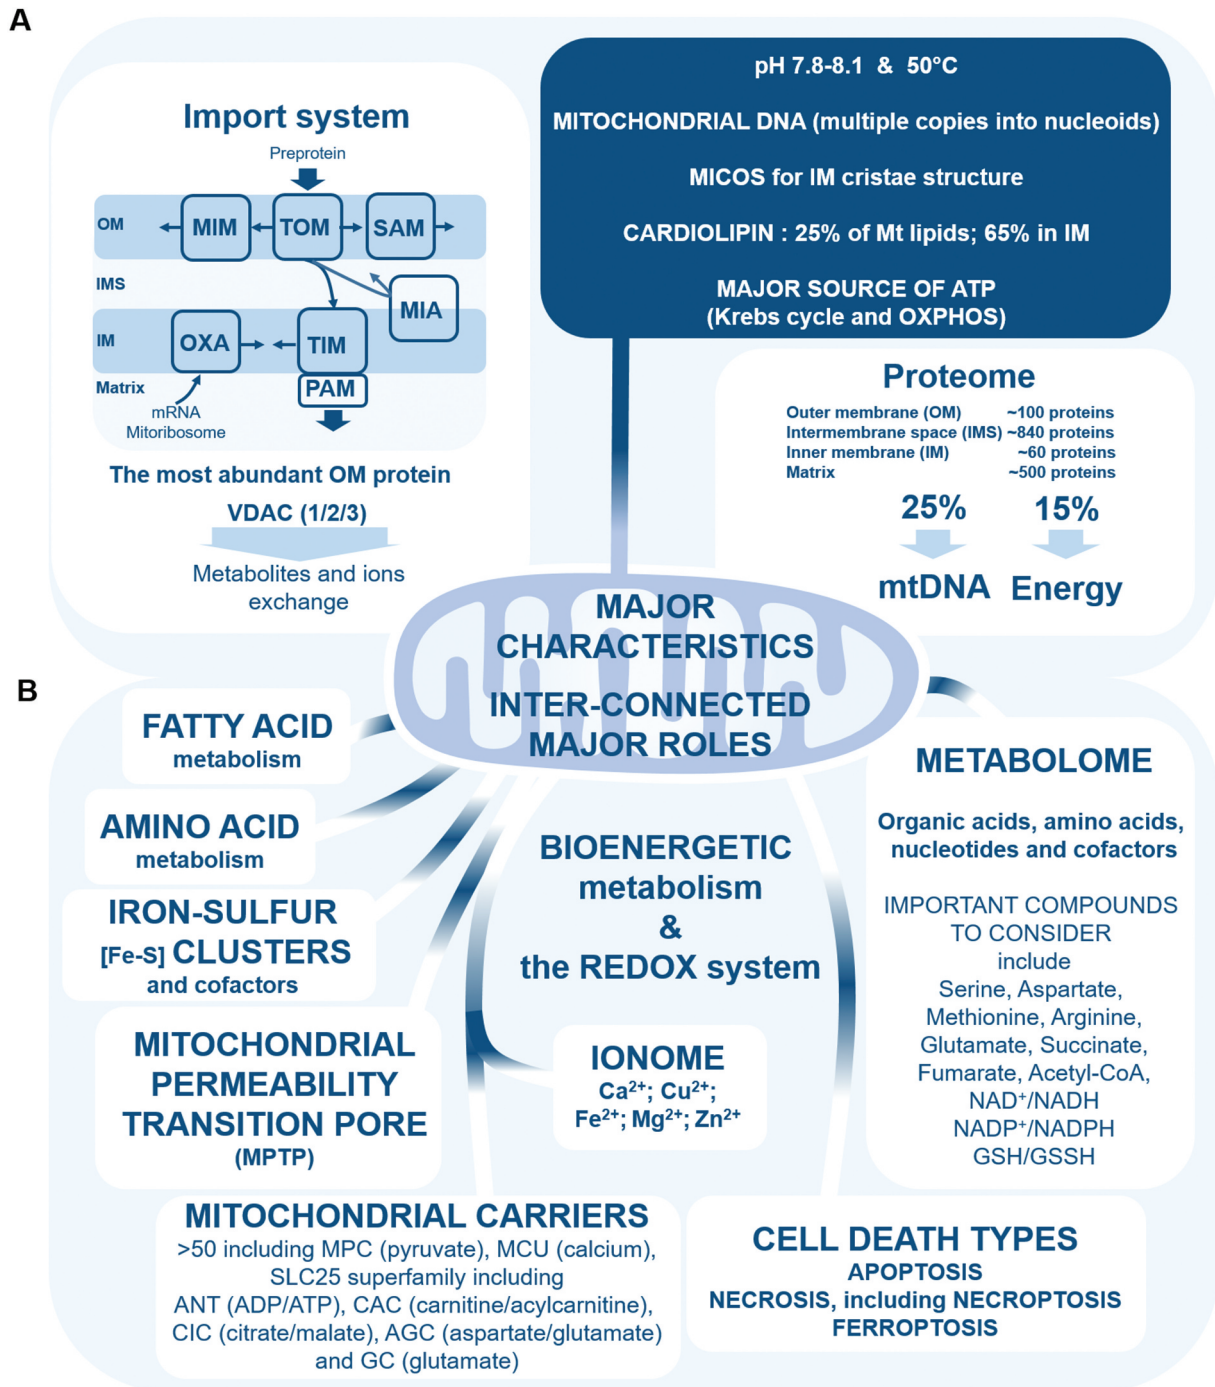 A
Import system
Preprotein
OM
MIM
TOM
SAM
IMS
MIA
IM
OXA
TIM
Matrix
PAM
mRNA
Mitoribosome
The most abundant OM protein
VDAC (1/2/3)
Metabolites and ions
exchange
pH 7.8-8.1 & 50°C
MITOCHONDRIAL DNA (multiple copies into nucleoids)
MICOS for IM cristae structure
CARDIOLIPIN : 25% of Mt lipids; 65% in IM
MAJOR SOURCE OF ATP
(Krebs cycle and OXPHOS)
Proteome
Outer membrane (OM) ~100 proteins
Intermembrane space (IMS) ~840 proteins
Inner membrane (IM) ~60 proteins
Matrix ~500 proteins
25% 15%
mtDNA Energy
MAJOR
CHARACTERISTICS
INTER-CONNECTED
MAJOR ROLES
B
FATTY ACID
metabolism
AMINO ACID
metabolism
IRON-SULFUR
[Fe-S] CLUSTERS
and cofactors
MITOCHONDRIAL
PERMEABILITY
TRANSITION PORE
(MPTP)
BIOENERGETIC
metabolism
&
the REDOX system
IONOME
Ca²⁺; Cu²⁺;
Fe²⁺; Mg²⁺; Zn²⁺
METABOLOME
Organic acids, amino acids,
nucleotides and cofactors
IMPORTANT COMPOUNDS
TO CONSIDER
include
Serine, Aspartate,
Methionine, Arginine,
Glutamate, Succinate,
Fumarate, Acetyl-CoA,
NAD⁺/NADH
NADP⁺/NADPH
GSH/GSSH
MITOCHONDRIAL CARRIERS
>50 including MPC (pyruvate), MCU (calcium),
SLC25 superfamily including
ANT (ADP/ATP), CAC (carnitine/acylcarnitine),
CIC (citrate/malate), AGC (aspartate/glutamate)
and GC (glutamate)
CELL DEATH TYPES
APOPTOSIS
NECROSIS, including NECROPTOSIS
FERROPTOSIS